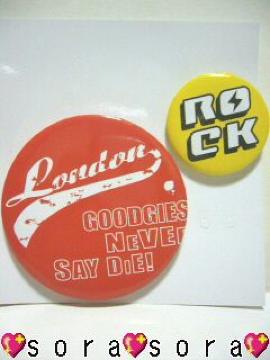 London
GOODGIES
NeVER
SAY DiE!
RO
CK
💖sora💖sora💖